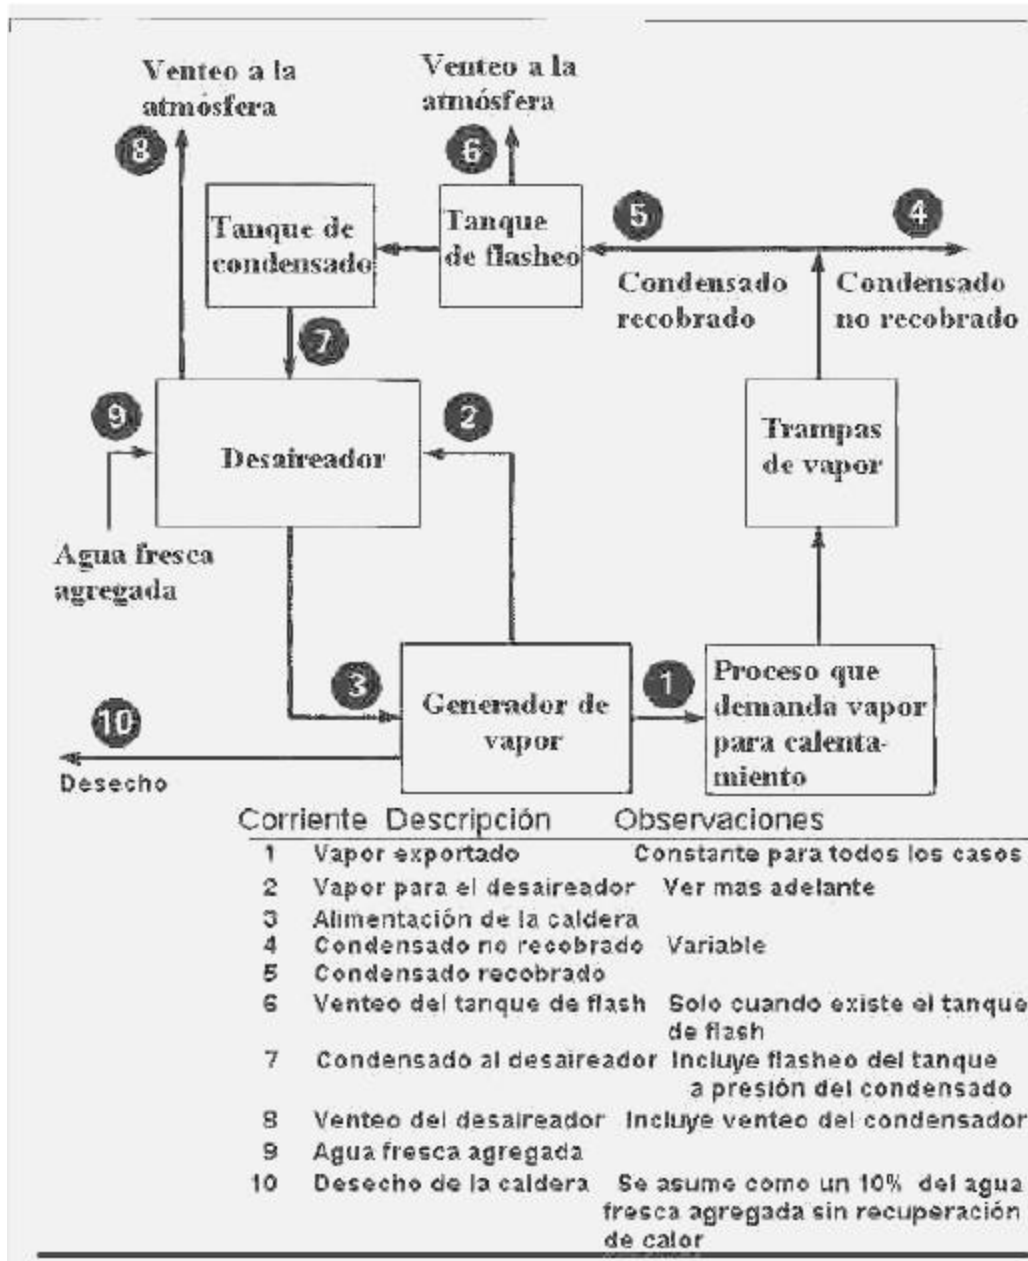 Venteo a la
atmósfera
8
Venteo a la
atmósfera
6
Tanque de
condensado
Tanque
de flasheo
5
4
Condensado
recobrado
Condensado
no recobrado
7
9
2
Desaireador
Trampas
de vapor
Agua fresca
agregada
3
Generador de
vapor
1
Proceso que
demanda vapor
para calenta-
miento
10
Desecho
Corriente Descripción Observaciones
1 Vapor exportado Constante para todos los casos
2 Vapor para el desaireador Ver mas adelante
3 Alimentación de la caldera
4 Condensado no recobrado Variable
5 Condensado recobrado
6 Venteo del tanque de flash Solo cuando existe el tanque
de flash
7 Condensado al desaireador Incluye flasheo del tanque
a presión del condensado
8 Venteo del desaireador Incluye venteo del condensador
9 Agua fresca agregada
10 Desecho de la caldera Se asume como un 10% del agua
fresca agregada sin recuperación
de calor